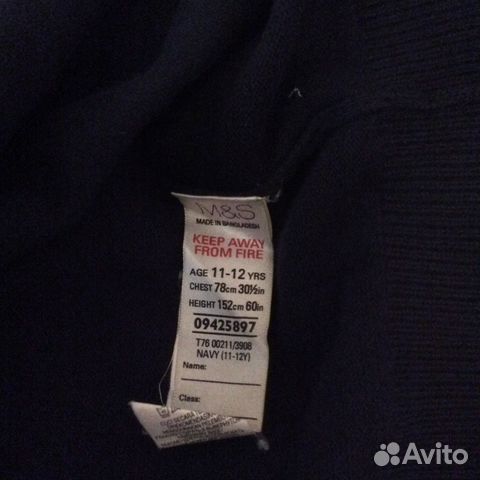 M&S
MADE IN BANGLADESH
KEEP AWAY
FROM FIRE
AGE 11-12 YRS
CHEST 78cm 30½in
HEIGHT 152cm 60in
09425897
T76 00211/3908
NAVY (11-12Y)
Name:
Class:
Avito